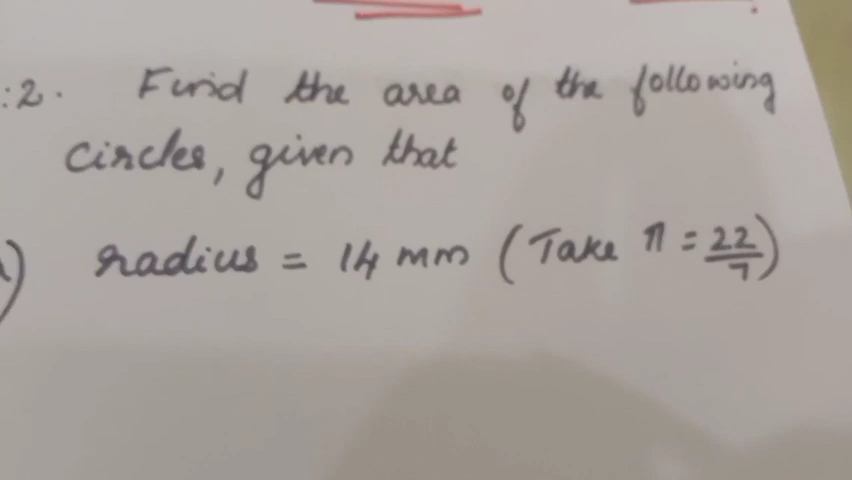 :2. Find the area of the following
circles, given that
) radius = 14 mm (Take π = 22/7)